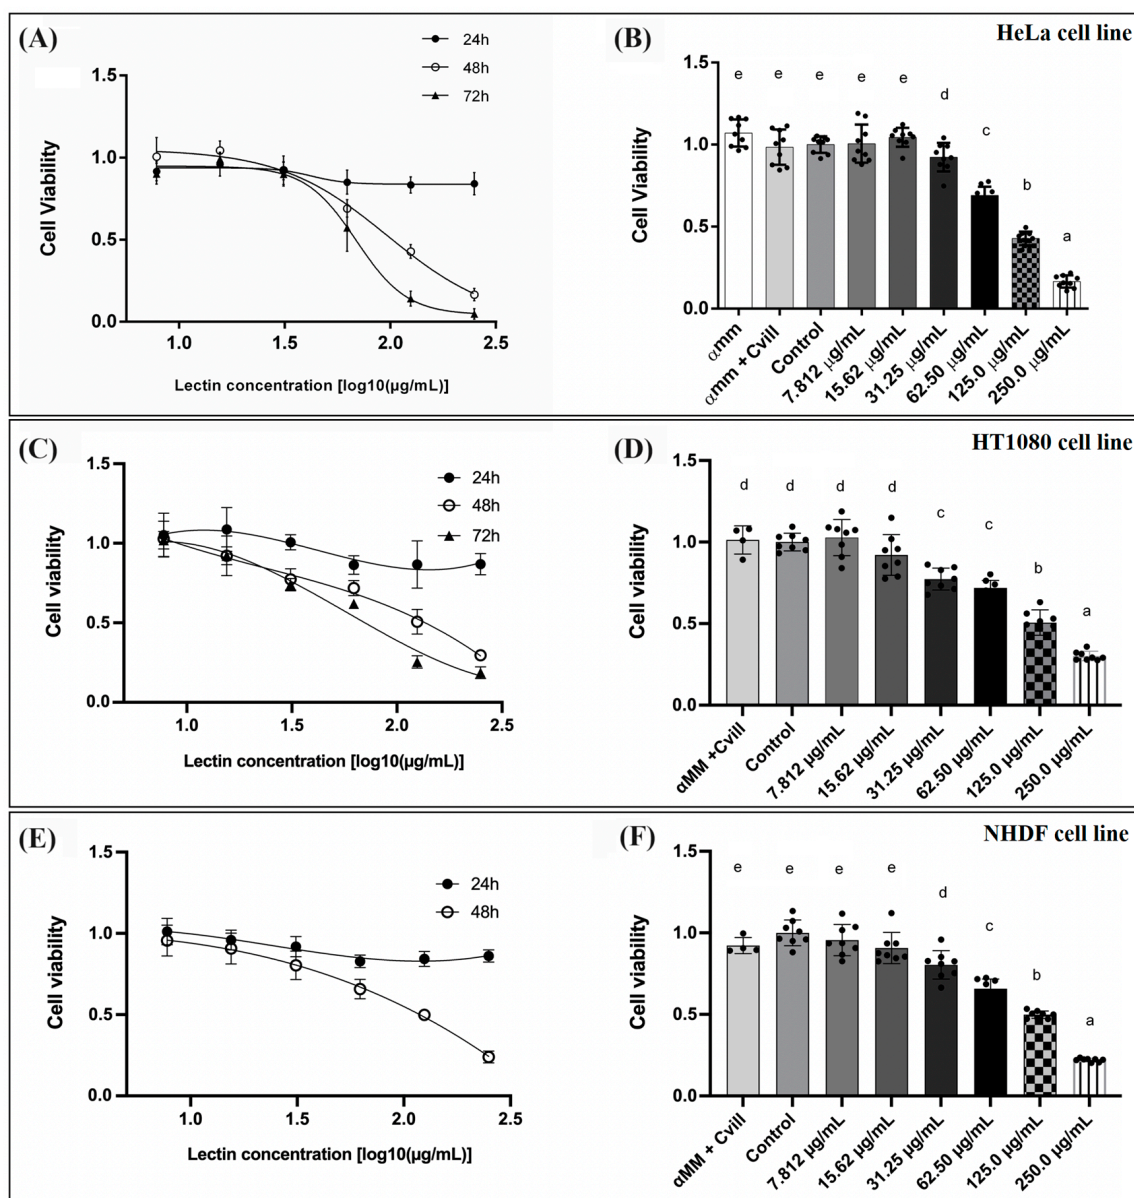 (A)
24h
48h
72h
1.5
1.0
0.5
0.0
Cell Viability
1.0
1.5
2.0
2.5
Lectin concentration [log10(µg/mL)]
(B)
HeLa cell line
1.5
1.0
0.5
0.0
Cell Viability
e
e
e
e
e
d
c
b
a
αmm
αmm +Cvill
Control
7.812 µg/mL
15.62 µg/mL
31.25 µg/mL
62.50 µg/mL
125.0 µg/mL
250.0 µg/mL
(C)
24h
48h
72h
1.5
1.0
0.5
0.0
Cell viability
1.0
1.5
2.0
2.5
Lectin concentration [log10(µg/mL)]
(D)
HT1080 cell line
1.5
1.0
0.5
0.0
Cell viability
d
d
d
d
c
c
b
a
αMM +Cvill
Control
7.812 µg/mL
15.62 µg/mL
31.25 µg/mL
62.50 µg/mL
125.0 µg/mL
250.0 µg/mL
(E)
24h
48h
1.5
1.0
0.5
0.0
Cell viability
1.0
1.5
2.0
2.5
Lectin concentration [log10(µg/mL)]
(F)
NHDF cell line
1.5
1.0
0.5
0.0
Cell viability
e
e
e
e
d
c
b
a
αMM + Cvill
Control
7.812 µg/mL
15.62 µg/mL
31.25 µg/mL
62.50 µg/mL
125.0 µg/mL
250.0 µg/mL